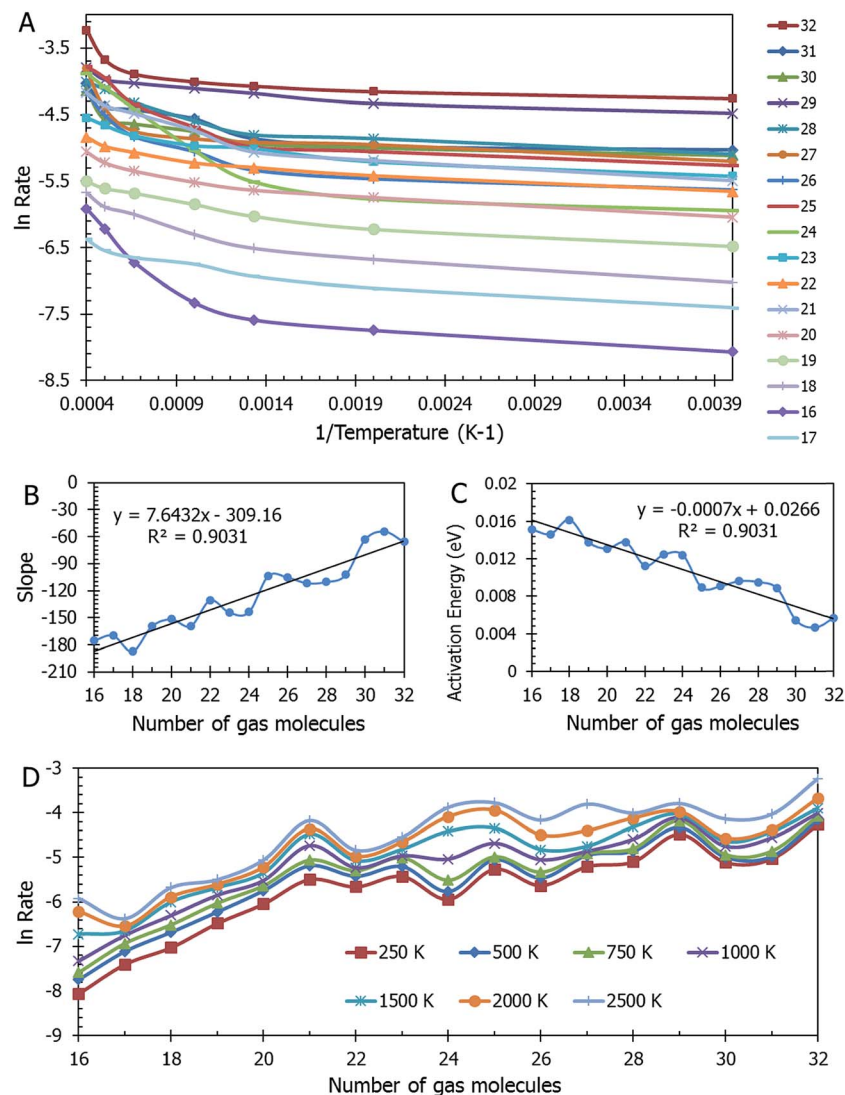 A
-3.5
-4.5
-5.5
-6.5
-7.5
-8.5
ln Rate
0.0004 0.0009 0.0014 0.0019 0.0024 0.0029 0.0034 0.0039
1/Temperature (K-1)
32
31
30
29
28
27
26
25
24
23
22
21
20
19
18
16
17
B
0
-30
-60
-90
-120
-150
-180
-210
Slope
y = 7.6432x - 309.16
R² = 0.9031
16 18 20 22 24 26 28 30 32
Number of gas molecules
C
0.02
0.016
0.012
0.008
0.004
0
Activation Energy (eV)
y = -0.0007x + 0.0266
R² = 0.9031
16 18 20 22 24 26 28 30 32
Number of gas molecules
D
-3
-4
-5
-6
-7
-8
-9
ln Rate
250 K 500 K 750 K 1000 K
1500 K 2000 K 2500 K
16 18 20 22 24 26 28 30 32
Number of gas molecules